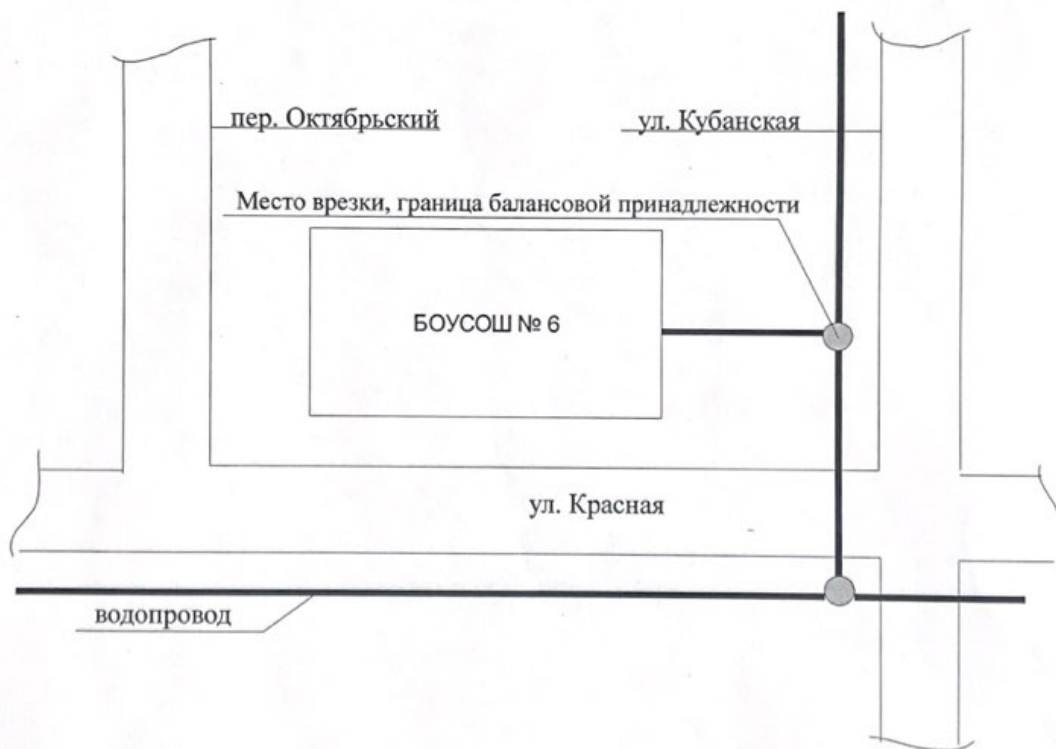 пер. Октябрьский
ул. Кубанская
Место врезки, граница балансовой принадлежности
БОУСОШ № 6
ул. Красная
водопровод